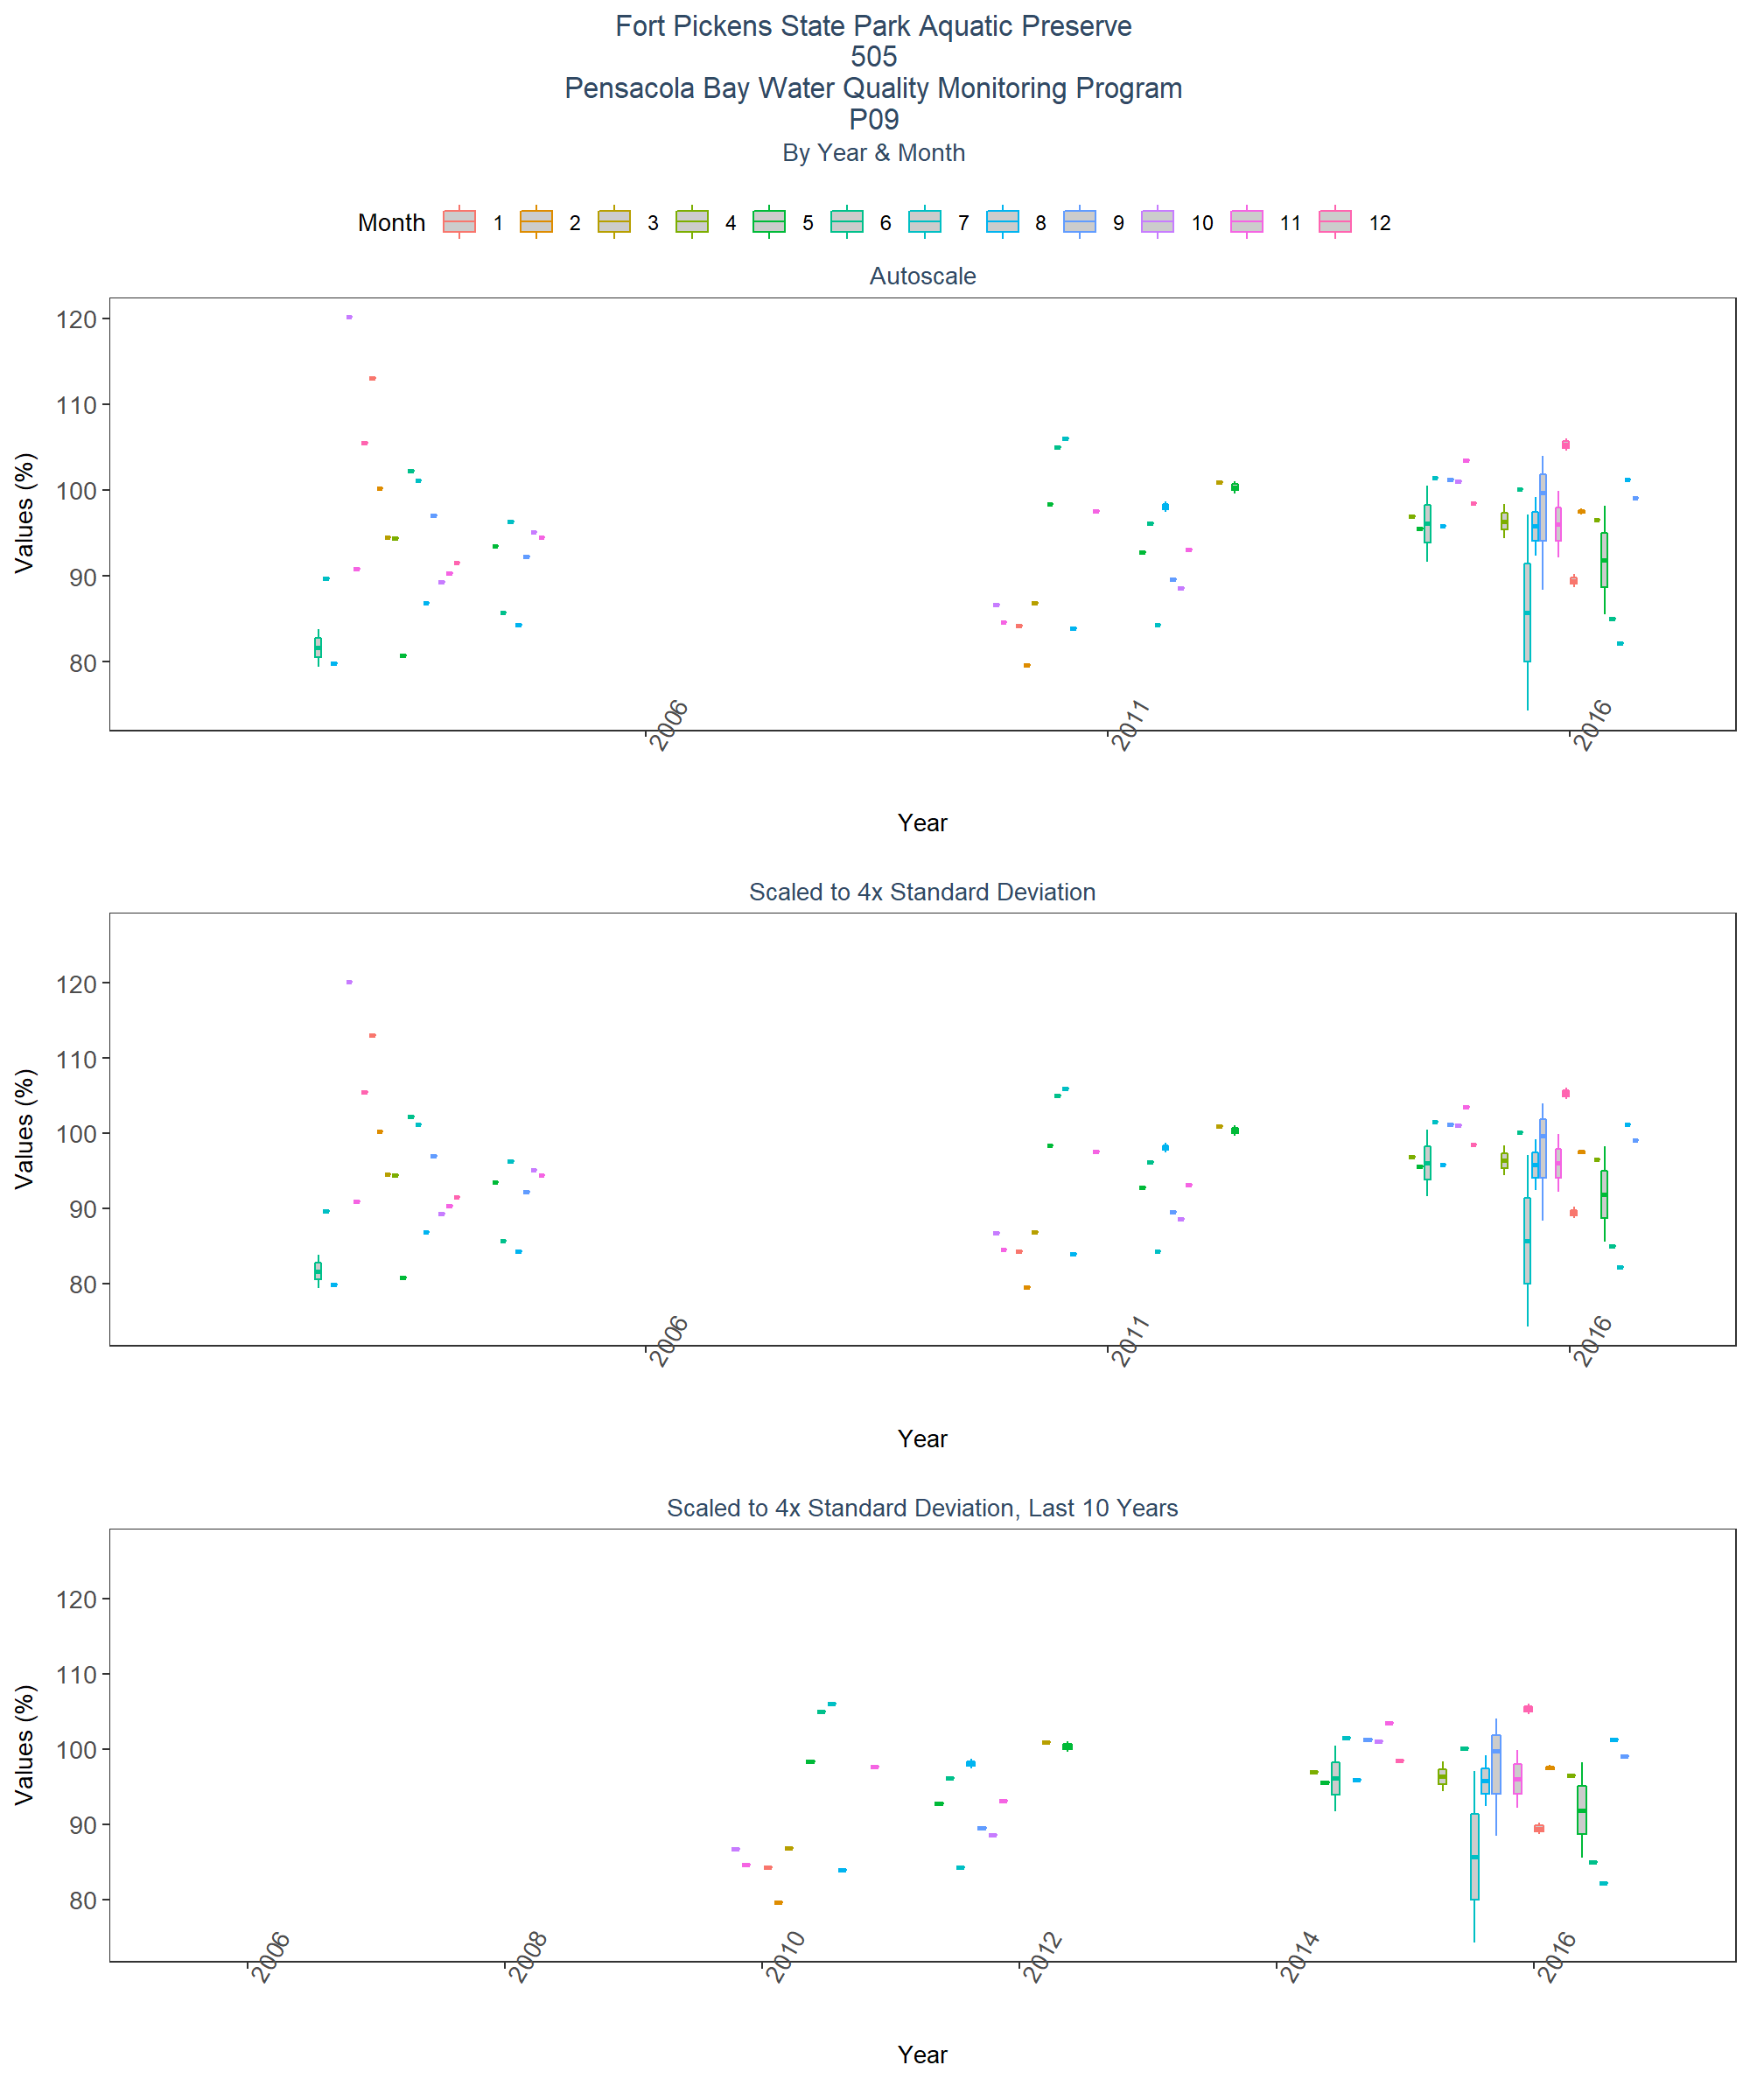 Fort Pickens State Park Aquatic Preserve
505
Pensacola Bay Water Quality Monitoring Program
P09
By Year & Month
Month 1 2 3 4 5 6 7 8 9 10 11 12
Autoscale
Values (%)
120
110
100
90
80
2006 2011 2016
Year
Scaled to 4x Standard Deviation
Values (%)
120
110
100
90
80
2006 2011 2016
Year
Scaled to 4x Standard Deviation, Last 10 Years
Values (%)
120
110
100
90
80
2006 2008 2010 2012 2014 2016
Year